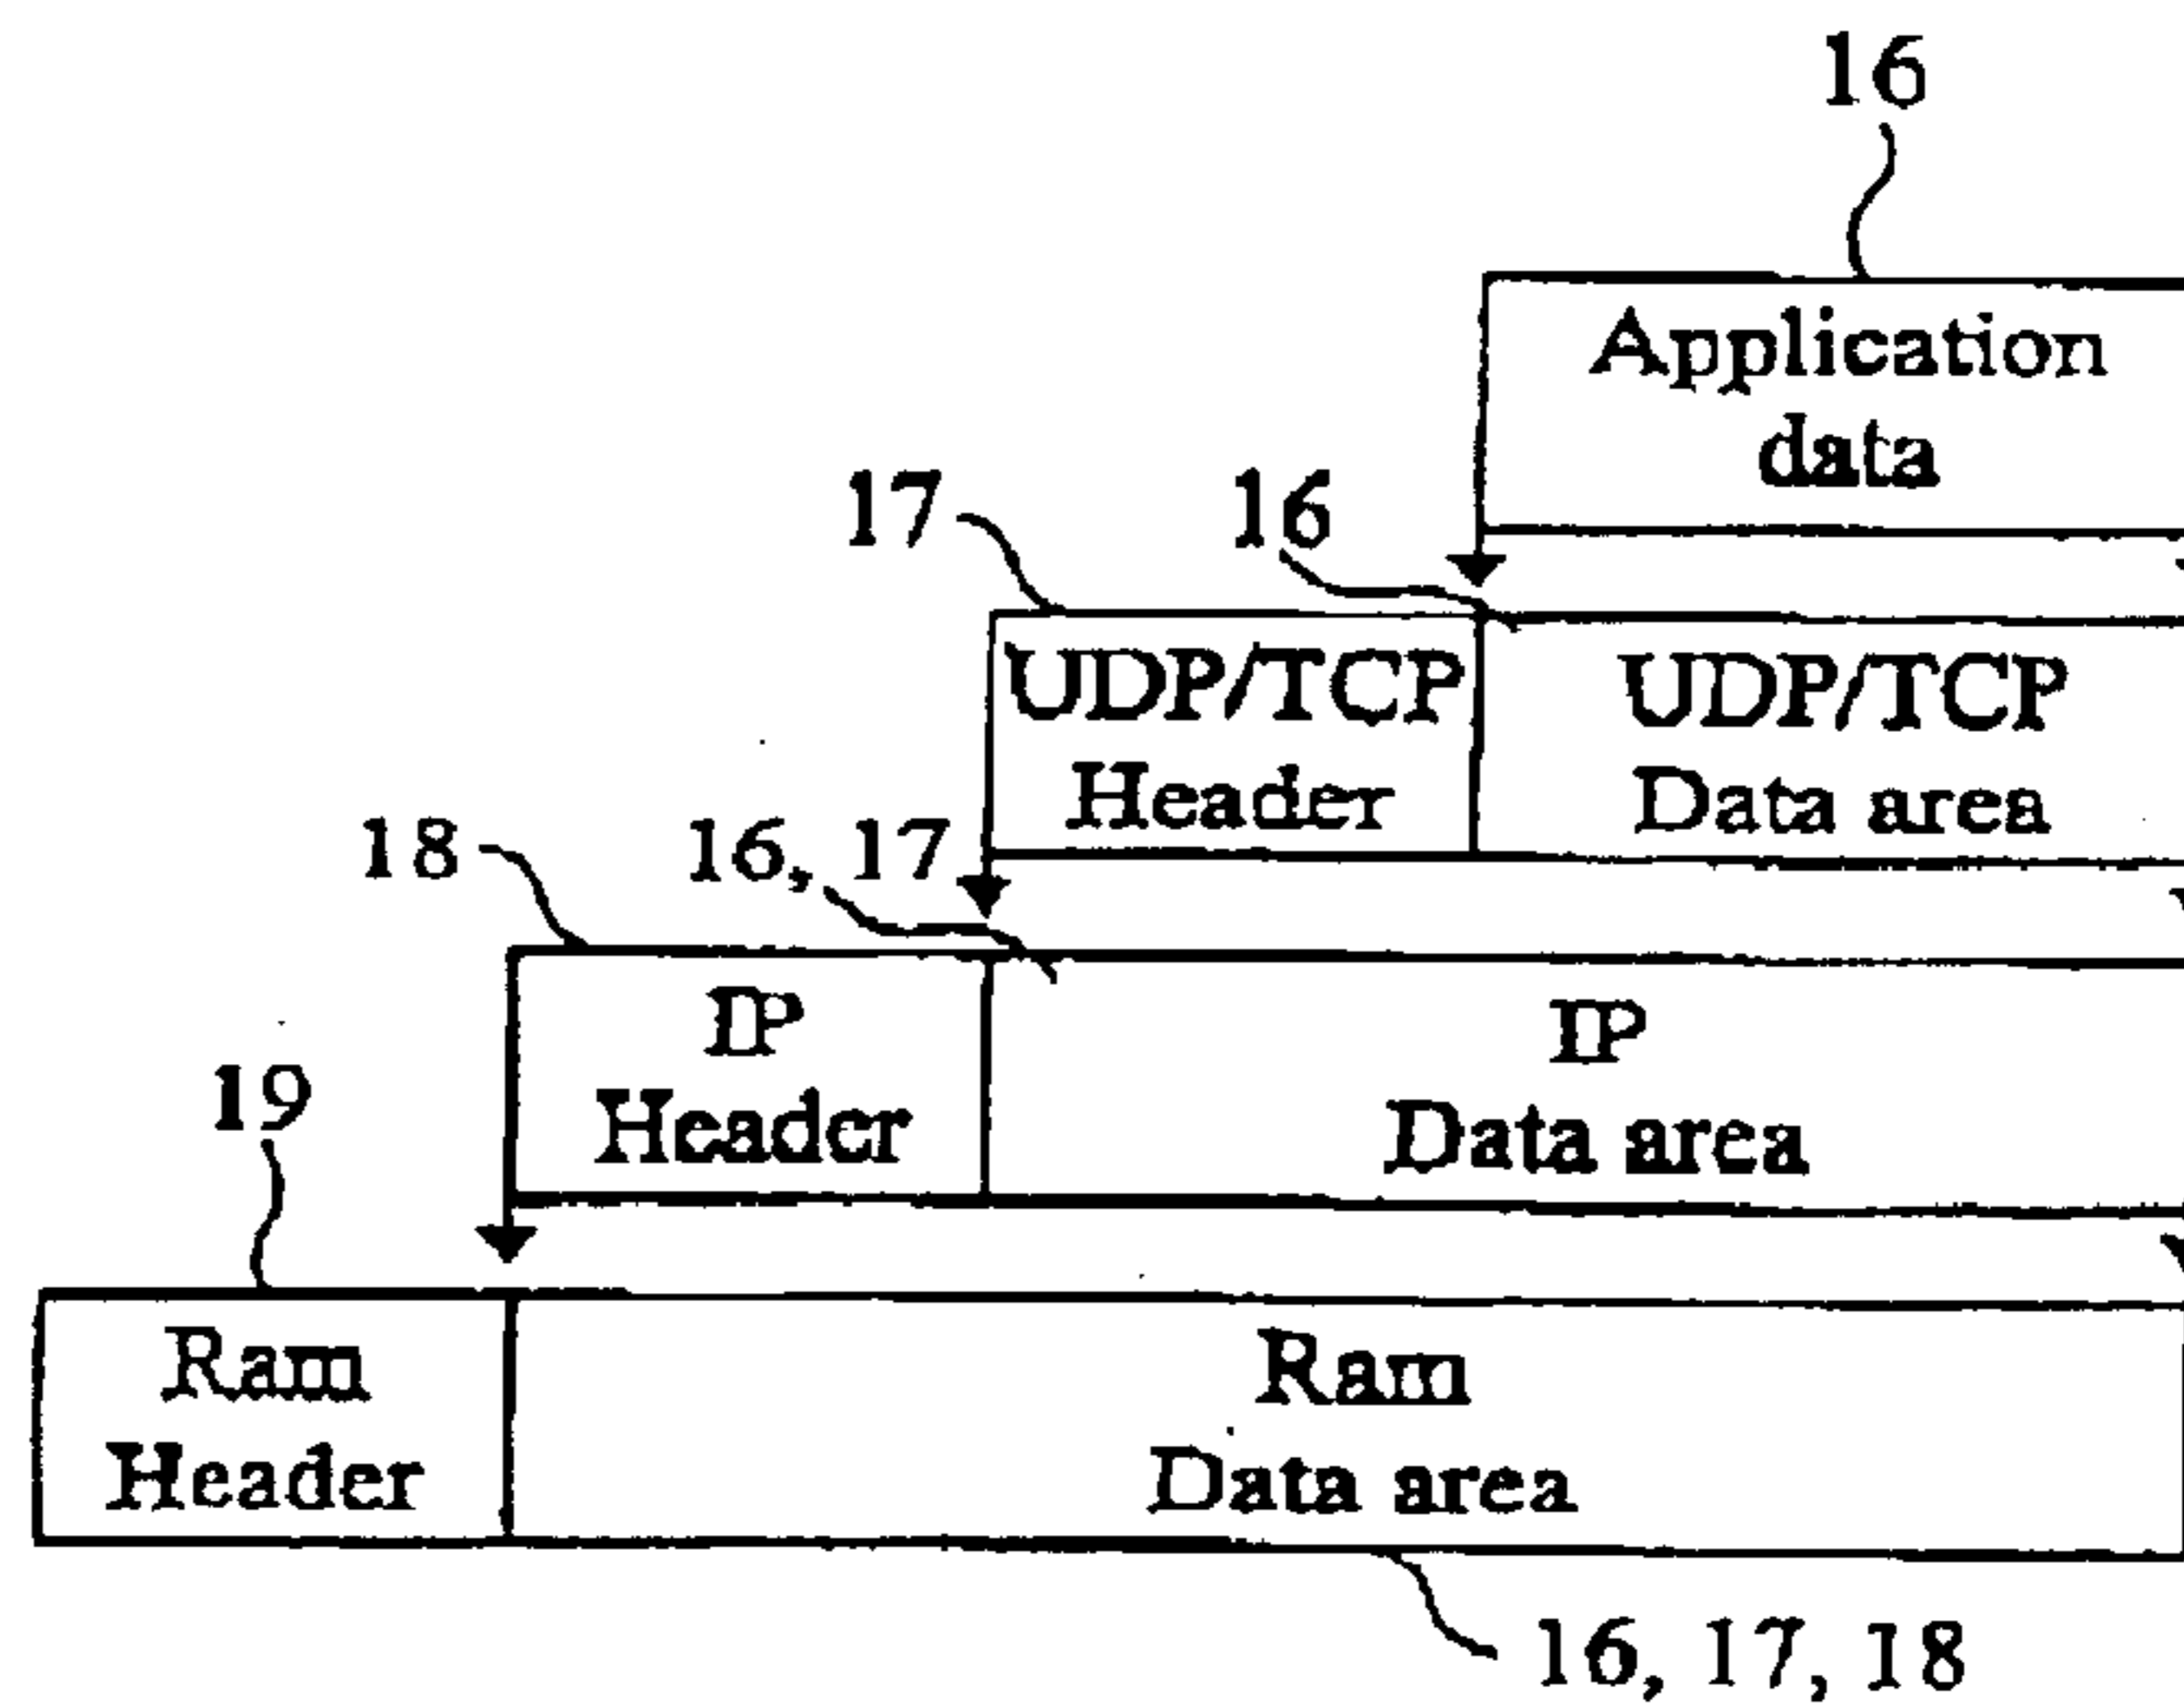 16
Application
data
17
16
UDP/TCP
Header
UDP/TCP
Data area
18
16, 17
IP
Header
IP
Data area
19
Ram
Header
Ram
Data area
16, 17, 18